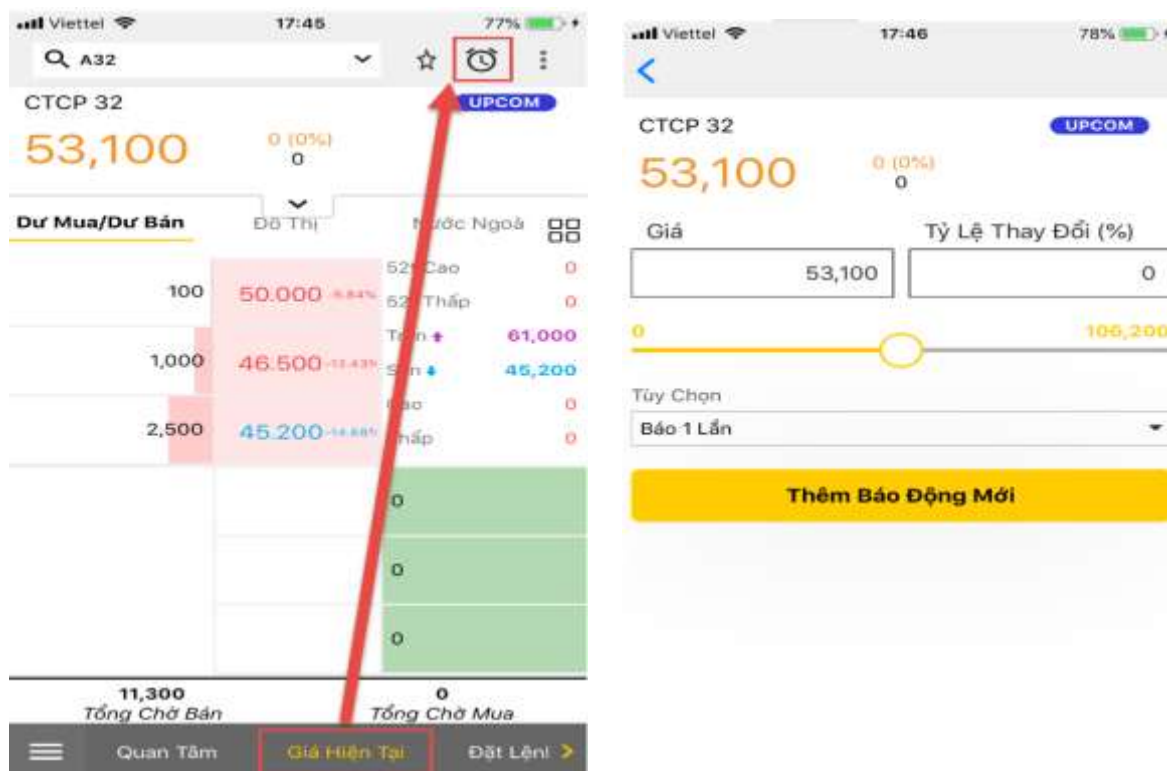 Viettel 17:45 77%
A32
CTCP 32 UPCOM
53,100 0 (0%)
0
Dư Mua/Dư Bán Đồ Thị Nước Ngoà
Cao 0
100 50.000
Thấp 0
61,000
1,000 46.500
45,200
0
2,500 45.200
0
0
0
0
11,300 0
Tổng Chờ Bán Tổng Chờ Mua
Quan Tâm Giá Hiện Tại Đặt Lện!
Viettel 17:46 78%
CTCP 32 UPCOM
53,100 0 (0%)
0
Giá Tỷ Lệ Thay Đổi (%)
53,100 0
0 106,200
Tùy Chọn
Báo 1 Lần
Thêm Báo Động Mới